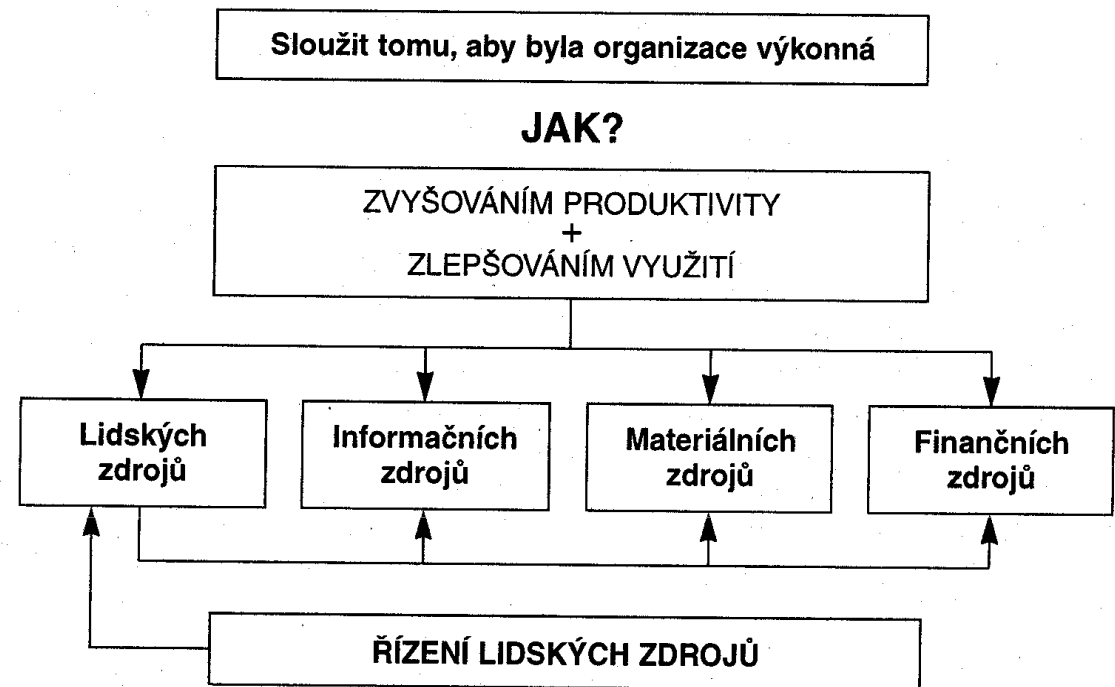 Sloužit tomu, aby byla organizace výkonná
JAK?
ZVYŠOVÁNÍM PRODUKTIVITY
+
ZLEPŠOVÁNÍM VYUŽITÍ
Lidských
zdrojů
Informačních
zdrojů
Materiálních
zdrojů
Finančních
zdrojů
ŘÍZENÍ LIDSKÝCH ZDROJŮ